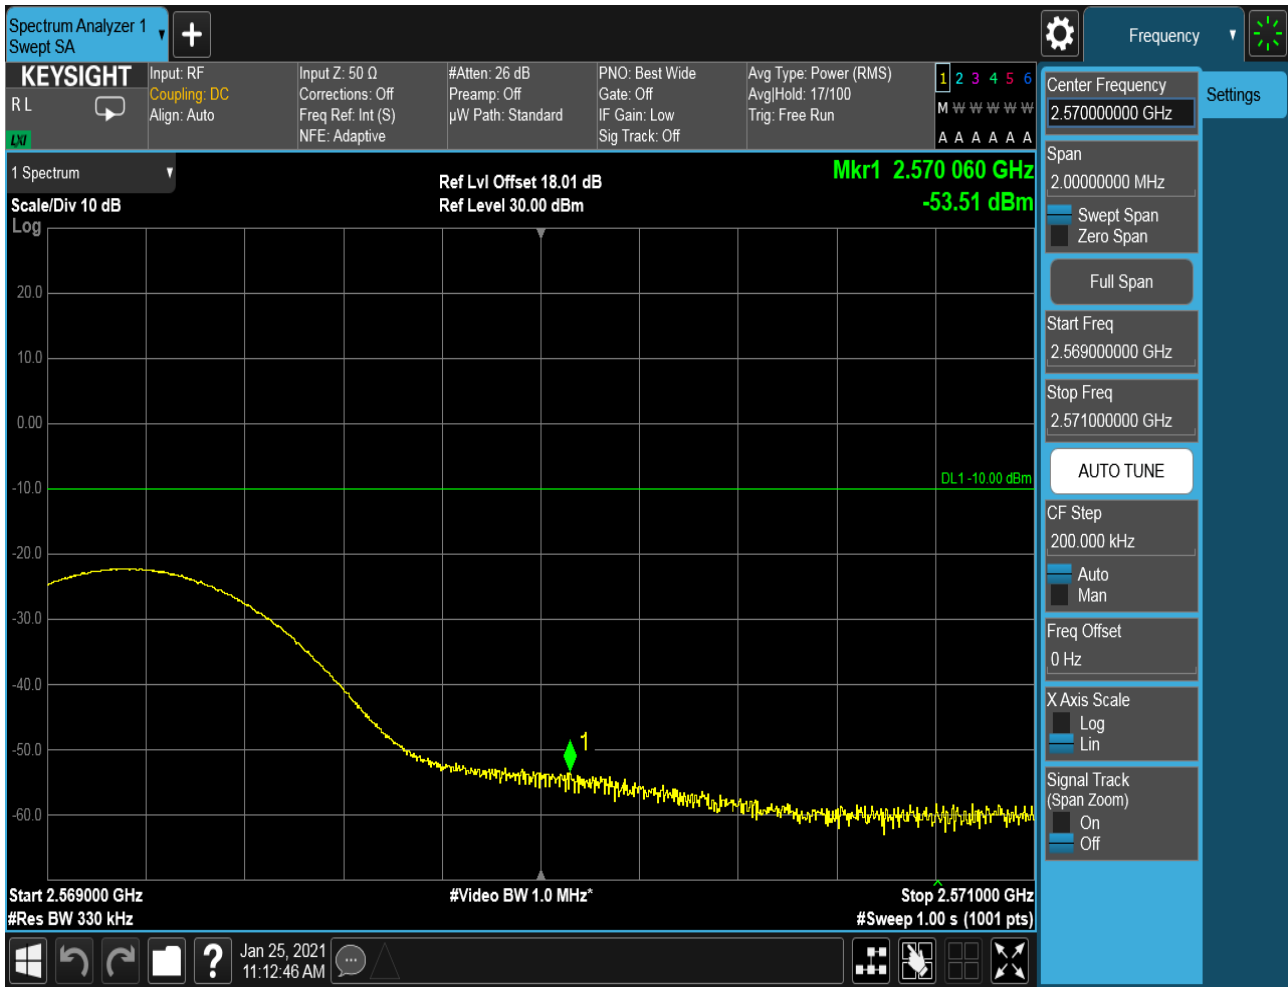 Spectrum Analyzer 1
Swept SA
+
Frequency
KEYSIGHT
R L
LXI
Input: RF
Coupling: DC
Align: Auto
Input Z: 50 Ω
Corrections: Off
Freq Ref: Int (S)
NFE: Adaptive
#Atten: 26 dB
Preamp: Off
µW Path: Standard
PNO: Best Wide
Gate: Off
IF Gain: Low
Sig Track: Off
Avg Type: Power (RMS)
Avg|Hold: 17/100
Trig: Free Run
1 2 3 4 5 6
M W W W W W
A A A A A A
1 Spectrum
Scale/Div 10 dB
Log
Ref Lvl Offset 18.01 dB
Ref Level 30.00 dBm
Mkr1 2.570 060 GHz
-53.51 dBm
20.0
10.0
0.00
-10.0
DL1 -10.00 dBm
-20.0
-30.0
-40.0
-50.0
1
-60.0
Start 2.569000 GHz
#Res BW 330 kHz
#Video BW 1.0 MHz*
Stop 2.571000 GHz
#Sweep 1.00 s (1001 pts)
Center Frequency
2.570000000 GHz
Span
2.00000000 MHz
Swept Span
Zero Span
Full Span
Start Freq
2.569000000 GHz
Stop Freq
2.571000000 GHz
AUTO TUNE
CF Step
200.000 kHz
Auto
Man
Freq Offset
0 Hz
X Axis Scale
Log
Lin
Signal Track
(Span Zoom)
On
Off
Settings
?
Jan 25, 2021
11:12:46 AM